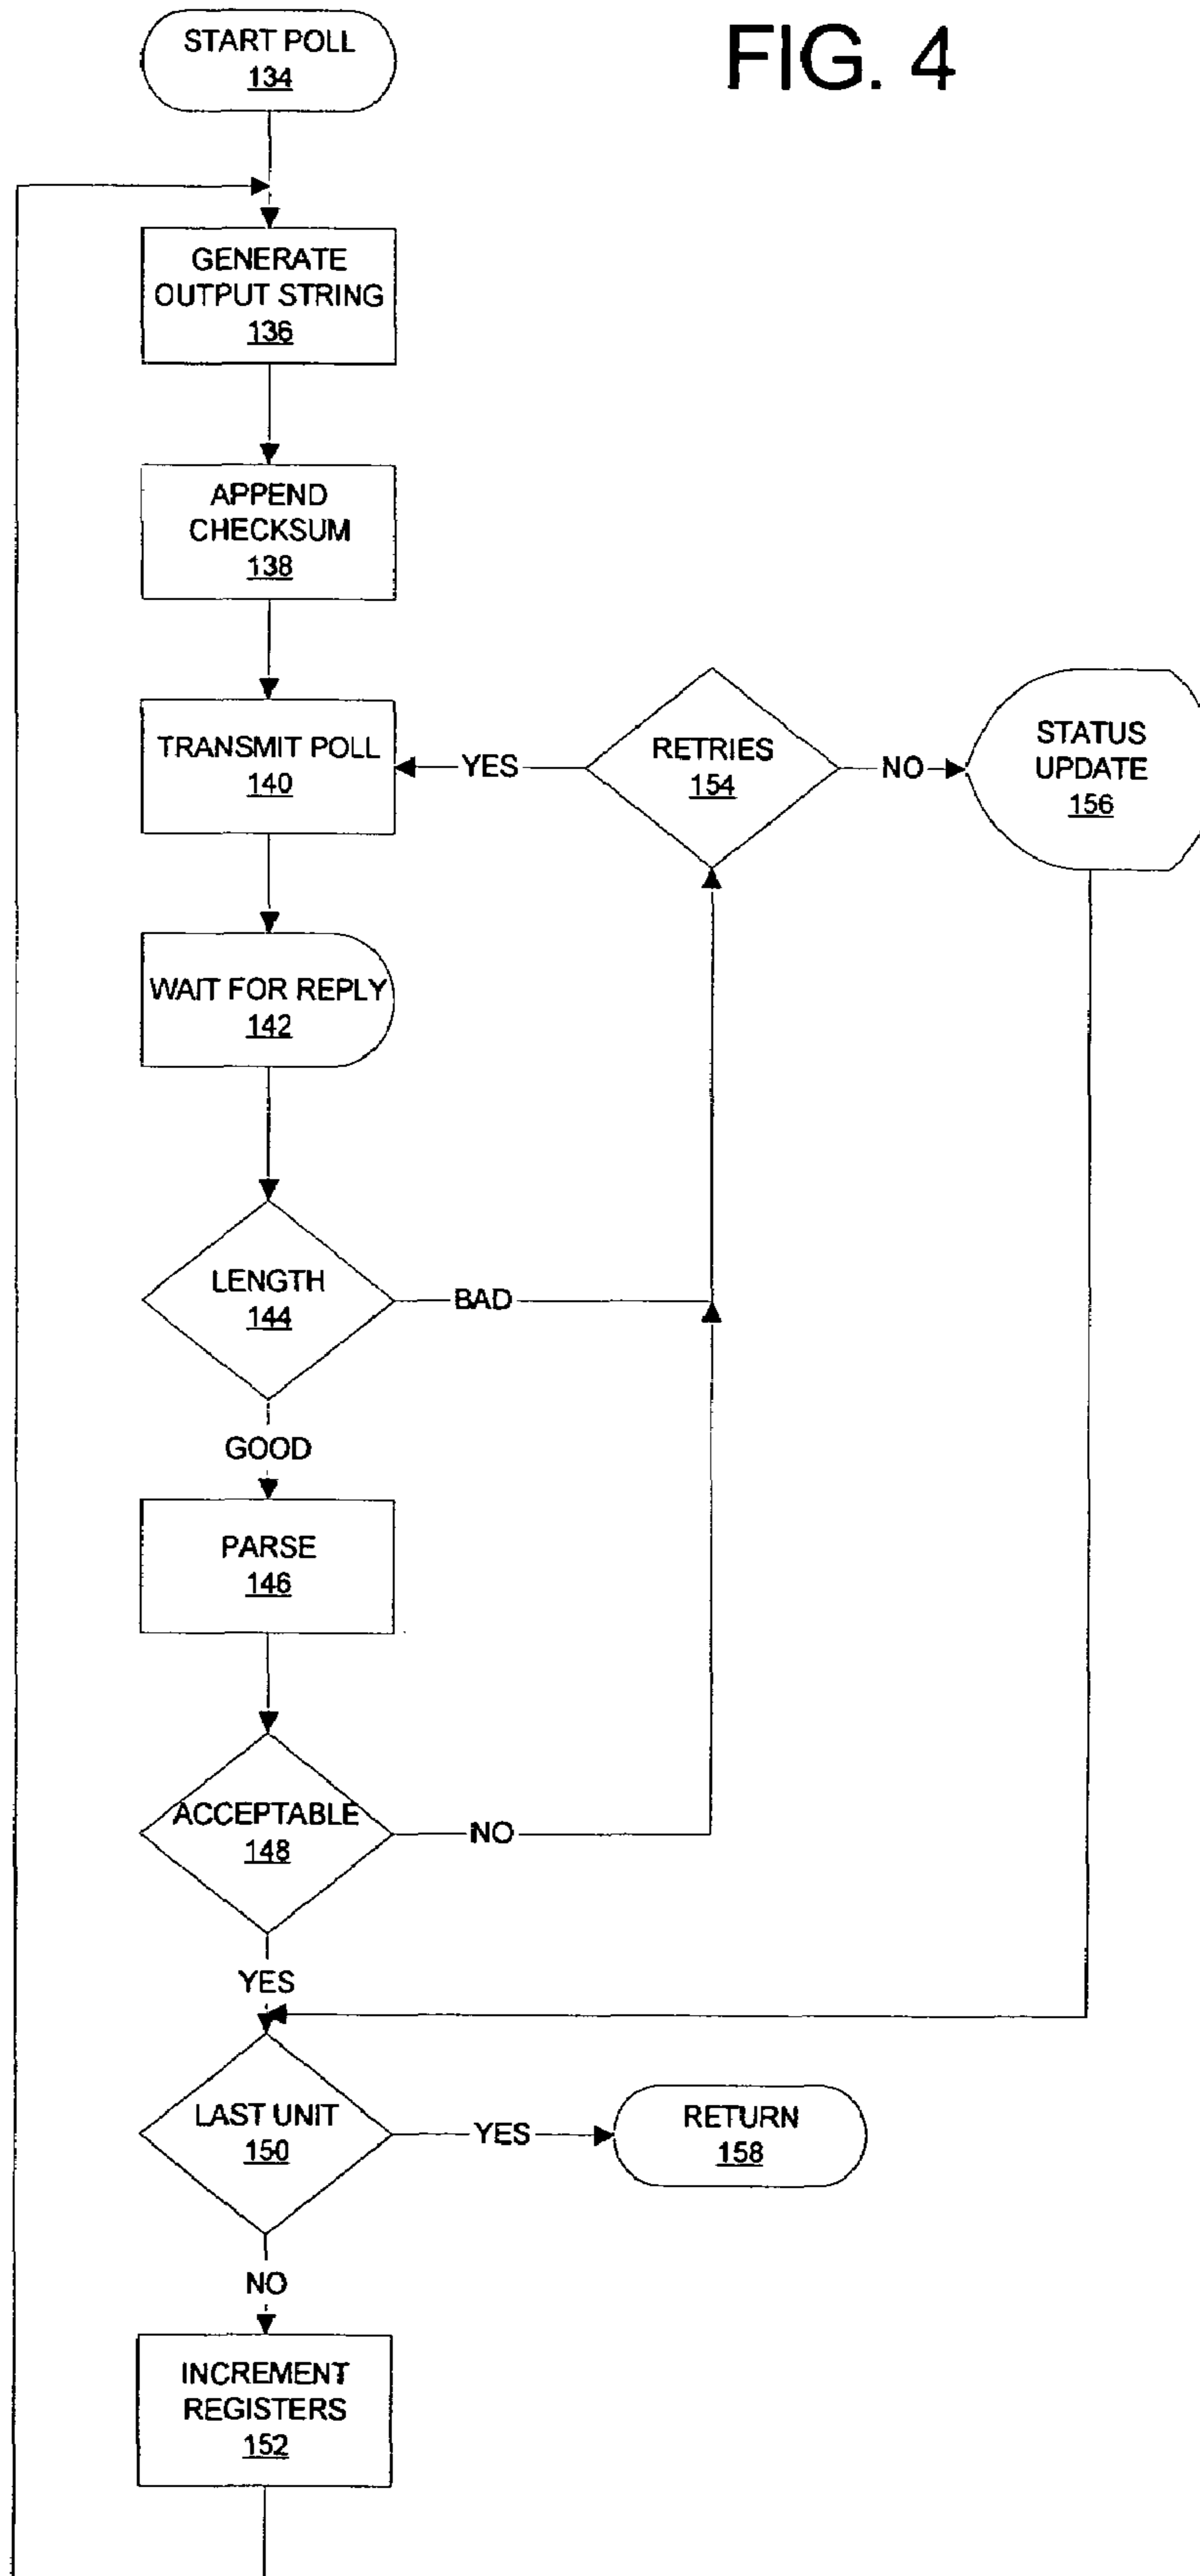 FIG. 4
START POLL
134
GENERATE
OUTPUT STRING
136
APPEND
CHECKSUM
138
TRANSMIT POLL
140
YES
RETRIES
154
NO
STATUS
UPDATE
156
WAIT FOR REPLY
142
LENGTH
144
BAD
GOOD
PARSE
146
ACCEPTABLE
148
NO
YES
LAST UNIT
150
YES
RETURN
158
NO
INCREMENT
REGISTERS
152